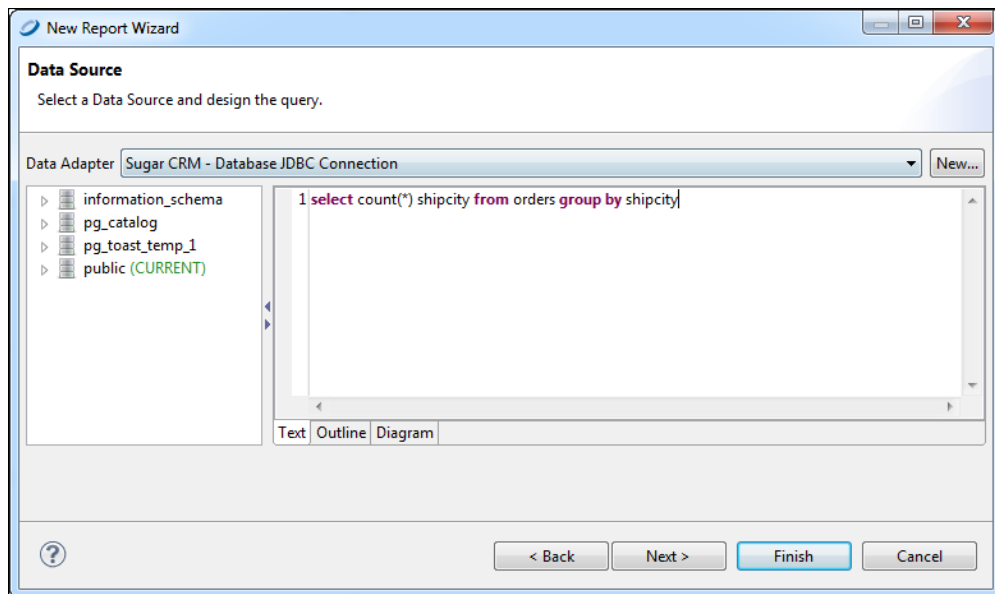 New Report Wizard
Data Source
Select a Data Source and design the query.
Data Adapter Sugar CRM - Database JDBC Connection New...
information_schema
pg_catalog
pg_toast_temp_1
public (CURRENT)
1 select count(*) shipcity from orders group by shipcity
Text Outline Diagram
? < Back Next > Finish Cancel